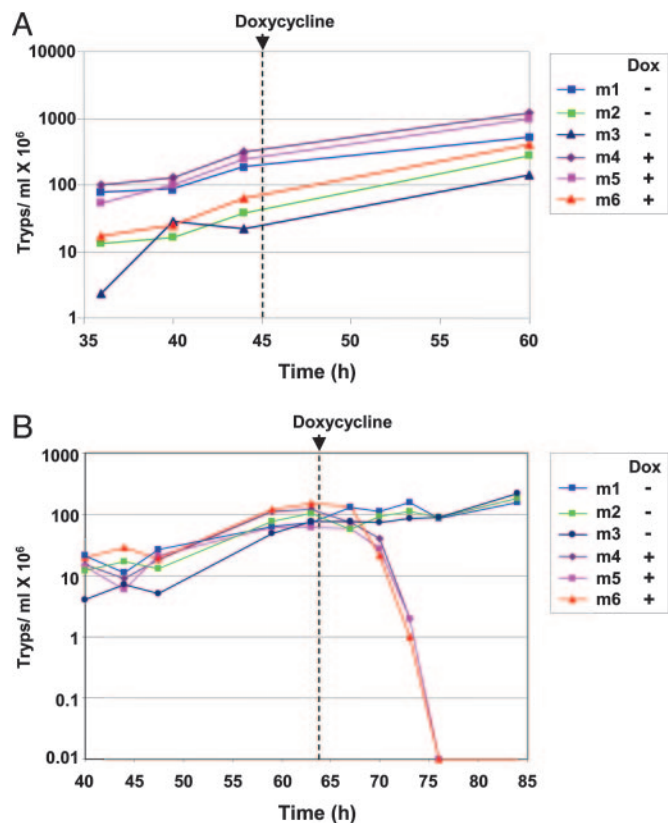 A
Doxycycline
10000
1000
100
10
1
Tryps/ ml X 10⁶
35 40 45 50 55 60
Time (h)
Dox
m1 -
m2 -
m3 -
m4 +
m5 +
m6 +
B
Doxycycline
1000
100
10
1
0.1
0.01
Tryps/ ml X 10⁶
40 45 50 55 60 65 70 75 80 85
Time (h)
Dox
m1 -
m2 -
m3 -
m4 +
m5 +
m6 +